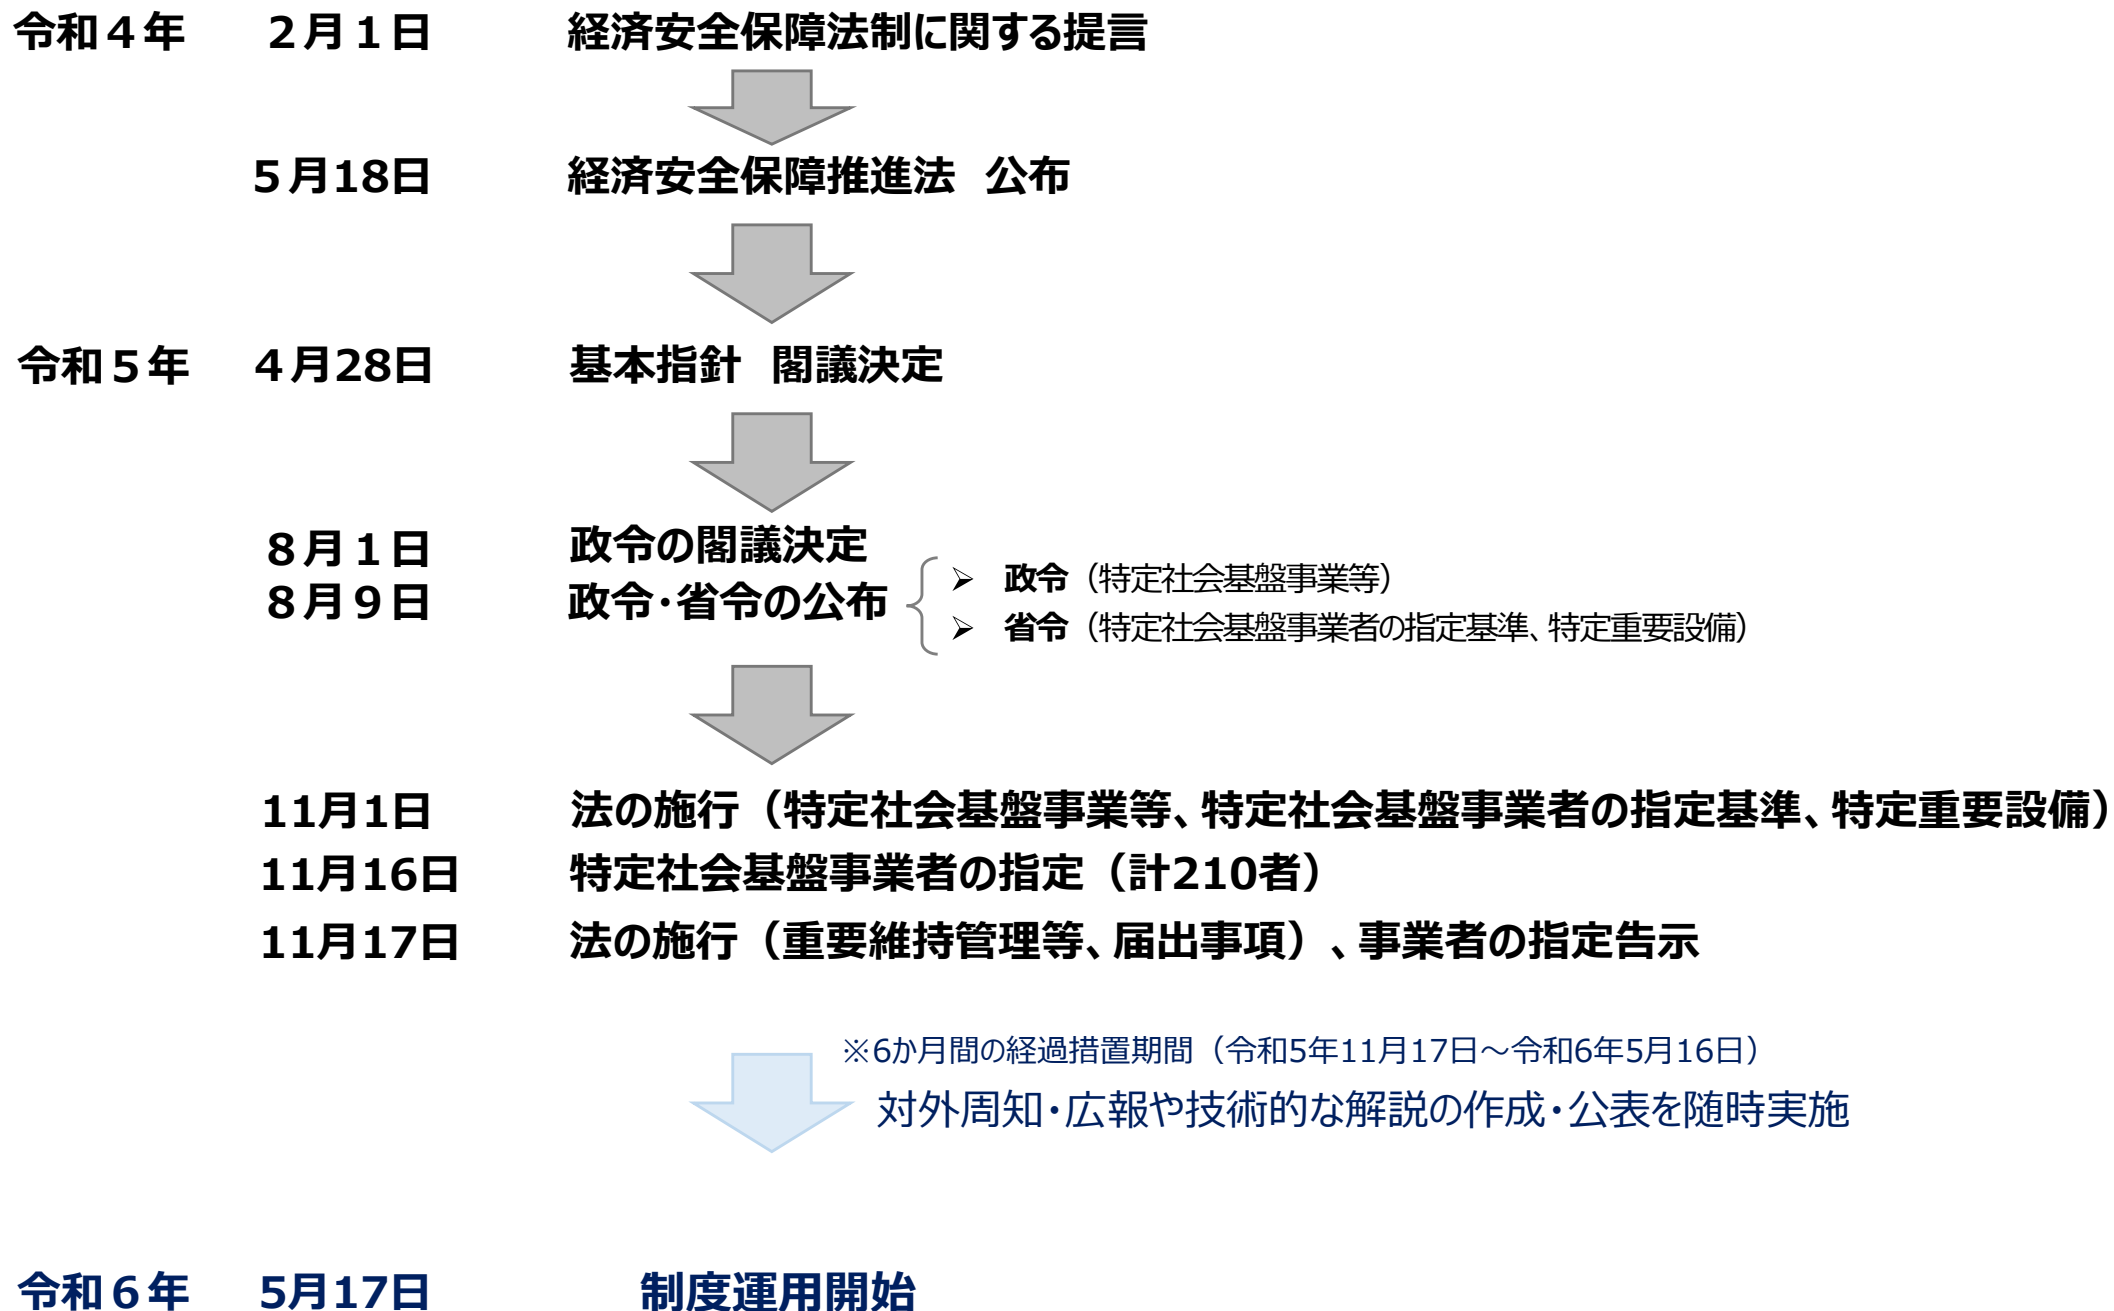 令和４年　２月１日　経済安全保障法制に関する提言
５月18日　経済安全保障推進法　公布
令和５年　４月28日　基本指針　閣議決定
８月１日　政令の閣議決定
８月９日　政令・省令の公布
➢ 政令（特定社会基盤事業等）
➢ 省令（特定社会基盤事業者の指定基準、特定重要設備）
11月1日　法の施行（特定社会基盤事業等、特定社会基盤事業者の指定基準、特定重要設備）
11月16日　特定社会基盤事業者の指定（計210者）
11月17日　法の施行（重要維持管理等、届出事項）、事業者の指定告示
※6か月間の経過措置期間（令和5年11月17日～令和6年5月16日）
対外周知・広報や技術的な解説の作成・公表を随時実施
令和６年　5月17日　制度運用開始